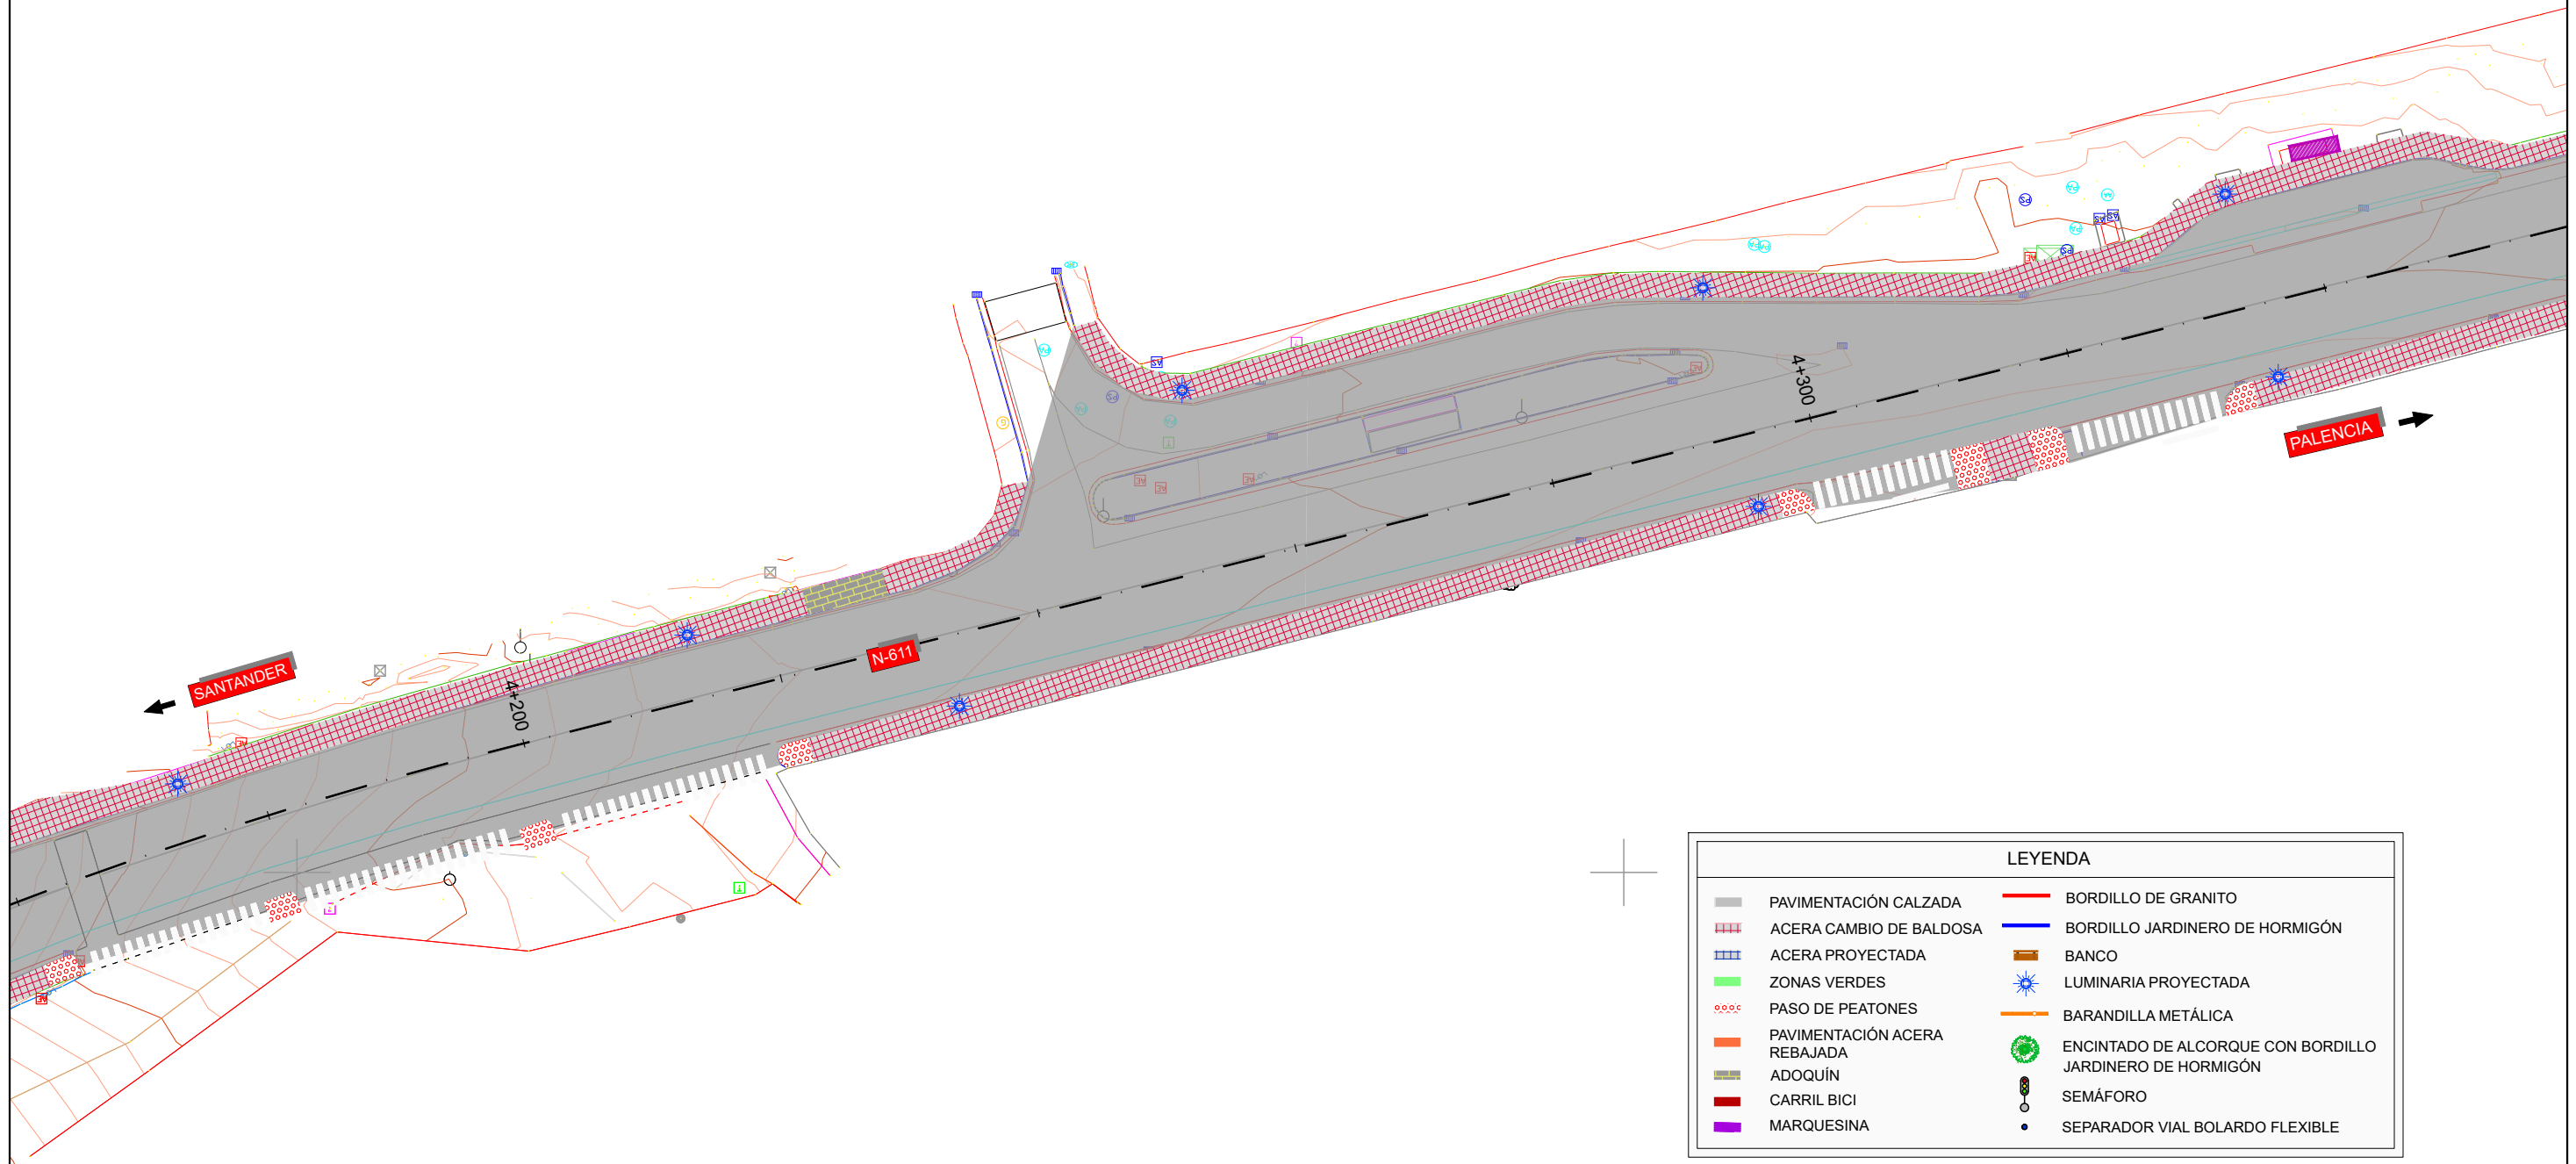 SANTANDER
4+200
N-611
4+300
PALENCIA
LEYENDA
PAVIMENTACIÓN CALZADA
ACERA CAMBIO DE BALDOSA
ACERA PROYECTADA
ZONAS VERDES
PASO DE PEATONES
PAVIMENTACIÓN ACERA
REBAJADA
ADOQUÍN
CARRIL BICI
MARQUESINA
BORDILLO DE GRANITO
BORDILLO JARDINERO DE HORMIGÓN
BANCO
LUMINARIA PROYECTADA
BARANDILLA METÁLICA
ENCINTADO DE ALCORQUE CON BORDILLO
JARDINERO DE HORMIGÓN
SEMÁFORO
SEPARADOR VIAL BOLARDO FLEXIBLE